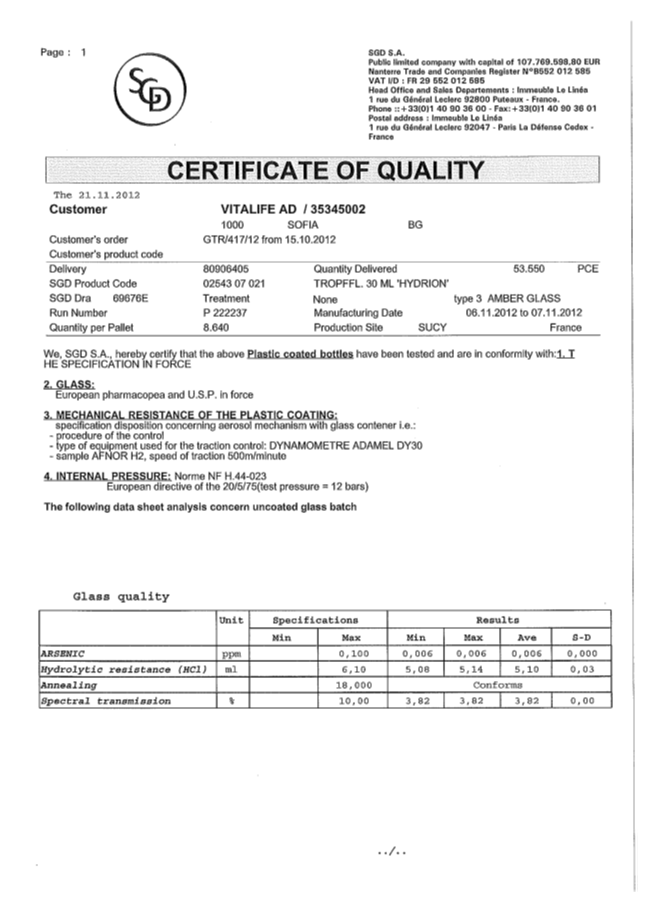 Page : 1
SGD
SGD S.A.
Public limited company with capital of 107.769.598,80 EUR
Nanterre Trade and Companies Register N°B552 012 585
VAT I/D : FR 29 552 012 585
Head Office and Sales Departements : Immeuble Le Linéa
1 rue du Général Leclerc 92800 Puteaux - France.
Phone ::+33(0)1 40 90 36 00 - Fax:+33(0)1 40 90 36 01
Postal address : Immeuble Le Linéa
1 rue du Général Leclerc 92047 - Paris La Défense Cedex -
France
CERTIFICATE OF QUALITY
The 21.11.2012
Customer VITALIFE AD / 35345002
1000 SOFIA BG
Customer's order GTR/417/12 from 15.10.2012
Customer's product code
Delivery 80906405 Quantity Delivered 53.550 PCE
SGD Product Code 02543 07 021 TROPFFL. 30 ML 'HYDRION'
SGD Dra 69676E Treatment None type 3 AMBER GLASS
Run Number P 222237 Manufacturing Date 06.11.2012 to 07.11.2012
Quantity per Pallet 8.640 Production Site SUCY France
We, SGD S.A., hereby certify that the above Plastic coated bottles have been tested and are in conformity with:1. T
HE SPECIFICATION IN FORCE
2. GLASS:
European pharmacopea and U.S.P. in force
3. MECHANICAL RESISTANCE OF THE PLASTIC COATING:
specification disposition concerning aerosol mechanism with glass contener i.e.:
- procedure of the control
- type of equipment used for the traction control: DYNAMOMETRE ADAMEL DY30
- sample AFNOR H2, speed of traction 500m/minute
4. INTERNAL PRESSURE: Norme NF H.44-023
European directive of the 20/5/75(test pressure = 12 bars)
The following data sheet analysis concern uncoated glass batch
Glass quality
Unit Specifications Results
Min Max Min Max Ave S-D
ARSENIC ppm 0,100 0,006 0,006 0,006 0,000
Hydrolytic resistance (HCl) ml 6,10 5,08 5,14 5,10 0,03
Annealing 18,000 Conforms
Spectral transmission % 10,00 3,82 3,82 3,82 0,00
../..